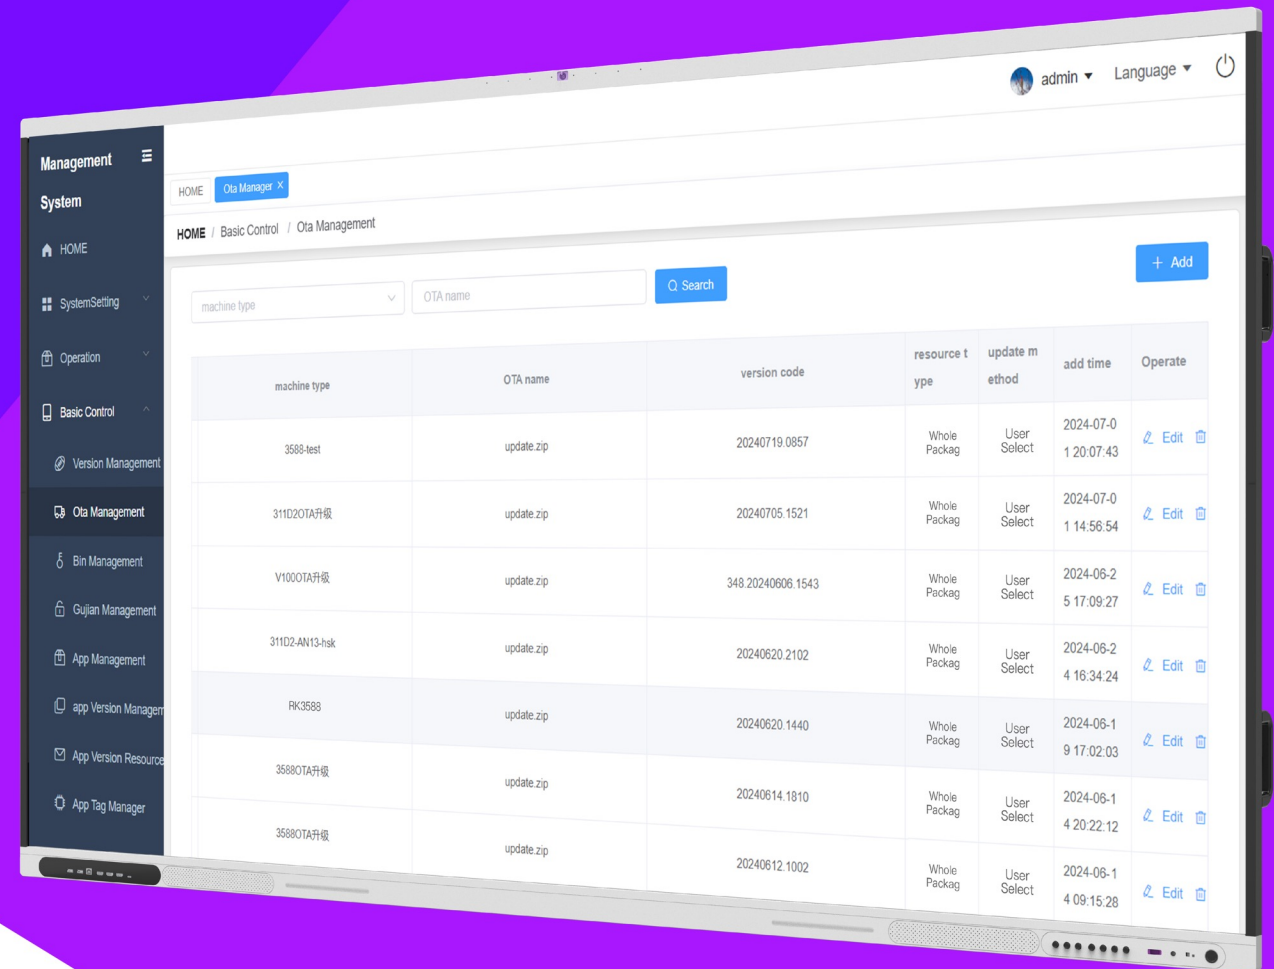 admin
Language
Management
System
HOME
Ota Manager X
HOME / Basic Control / Ota Management
HOME
SystemSetting
Operation
Basic Control
Version Management
Ota Management
Bin Management
Gujian Management
App Management
app Version Managem
App Version Resource
App Tag Manager
+ Add
machine type
OTA name
Search
machine type
OTA name
version code
resource t
ype
update m
ethod
add time
Operate
3588-test
update.zip
20240719.0857
Whole
Packag
User
Select
2024-07-0
1 20:07:43
Edit
311D2OTA升级
update.zip
20240705.1521
Whole
Packag
User
Select
2024-07-0
1 14:56:54
Edit
V100OTA升级
update.zip
348.20240606.1543
Whole
Packag
User
Select
2024-06-2
5 17:09:27
Edit
311D2-AN13-hsk
update.zip
20240620.2102
Whole
Packag
User
Select
2024-06-2
4 16:34:24
Edit
RK3588
update.zip
20240620.1440
Whole
Packag
User
Select
2024-06-1
9 17:02:03
Edit
3588OTA升级
update.zip
20240614.1810
Whole
Packag
User
Select
2024-06-1
4 20:22:12
Edit
3588OTA升级
update.zip
20240612.1002
Whole
Packag
User
Select
2024-06-1
4 09:15:28
Edit